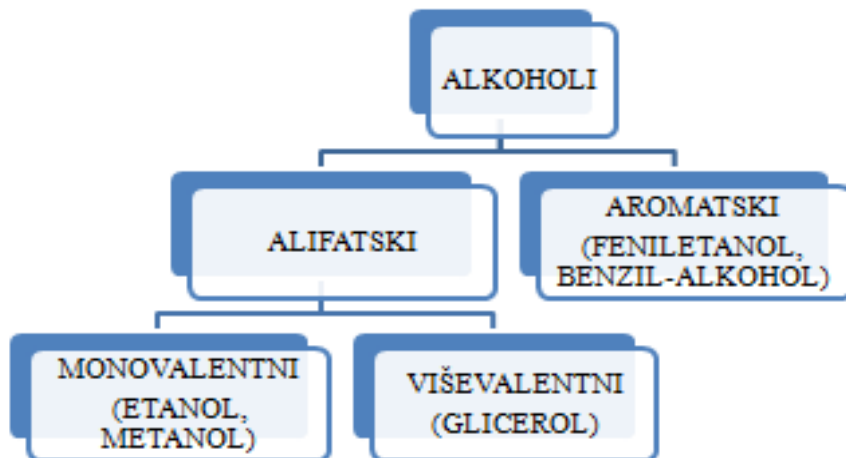 ALKOHOLI
ALIFATSKI
AROMATSKI
(FENILETANOL,
BENZIL-ALKOHOL)
MONOVALENTNI
(ETANOL,
METANOL)
VIŠEVALENTNI
(GLICEROL)